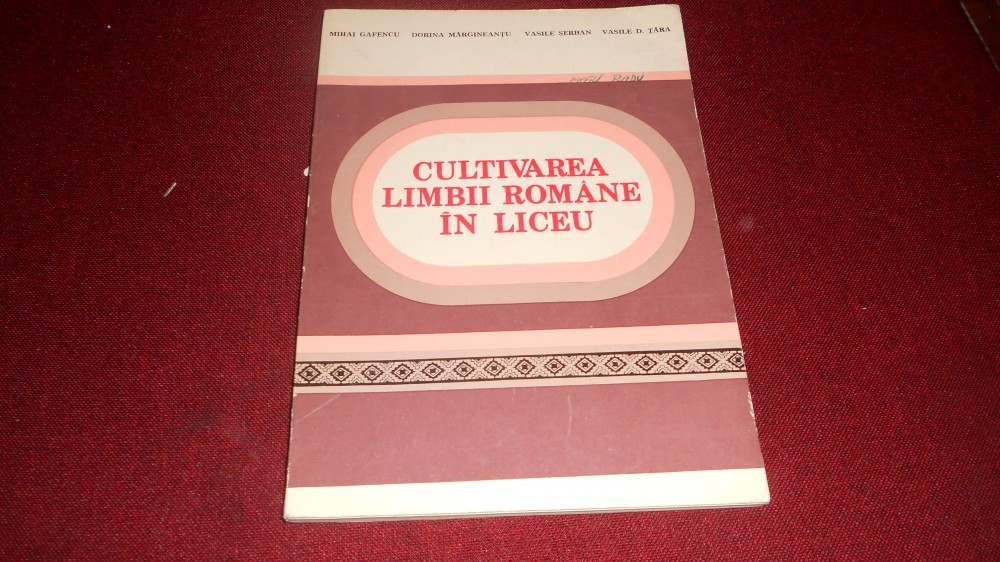 MIHAI GAFENCU DORINA MĂRGINEANȚU VASILE ȘERBAN VASILE D. ȚÂRA
CULTIVAREA
LIMBII ROMÂNE
ÎN LICEU